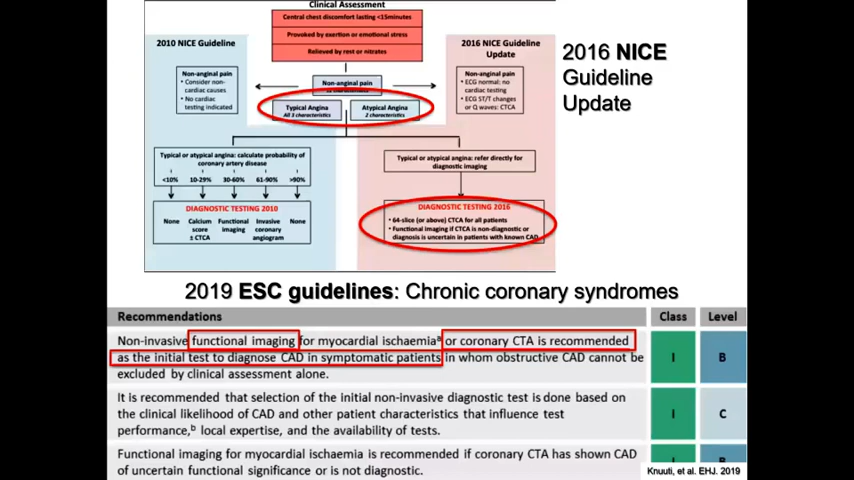 Clinical Assessment
Central chest discomfort lasting <15minutes
Provoked by exertion or emotional stress
Relieved by rest or nitrates
2010 NICE Guideline
2016 NICE Guideline
Update
2016 NICE
Guideline
Update
Non-anginal pain
• Consider non-
cardiac causes
• No cardiac
testing indicated
Non-anginal pain
Non-anginal pain
• ECG normal: no
cardiac testing
• ECG ST/T changes
or Q waves: CTCA
Typical Angina
All 3 characteristics
Atypical Angina
2 characteristics
Typical or atypical angina: calculate probability of
coronary artery disease
<10% 10-29% 30-60% 61-90% >90%
DIAGNOSTIC TESTING 2010
None
Calcium
score
± CTCA
Functional
imaging
Invasive
coronary
angiogram
None
Typical or atypical angina: refer directly for
diagnostic imaging
DIAGNOSTIC TESTING 2016
• 64-slice (or above) CTCA for all patients
• Functional imaging if CTCA is non-diagnostic or
diagnosis is uncertain in patients with known CAD
2019 ESC guidelines: Chronic coronary syndromes
Recommendations Class Level
Non-invasive functional imaging for myocardial ischaemiaᵃ or coronary CTA is recommended
as the initial test to diagnose CAD in symptomatic patients in whom obstructive CAD cannot be
excluded by clinical assessment alone.
I B
It is recommended that selection of the initial non-invasive diagnostic test is done based on
the clinical likelihood of CAD and other patient characteristics that influence test
performance,ᵇ local expertise, and the availability of tests.
I C
Functional imaging for myocardial ischaemia is recommended if coronary CTA has shown CAD
of uncertain functional significance or is not diagnostic.
I B
Knuuti, et al. EHJ. 2019